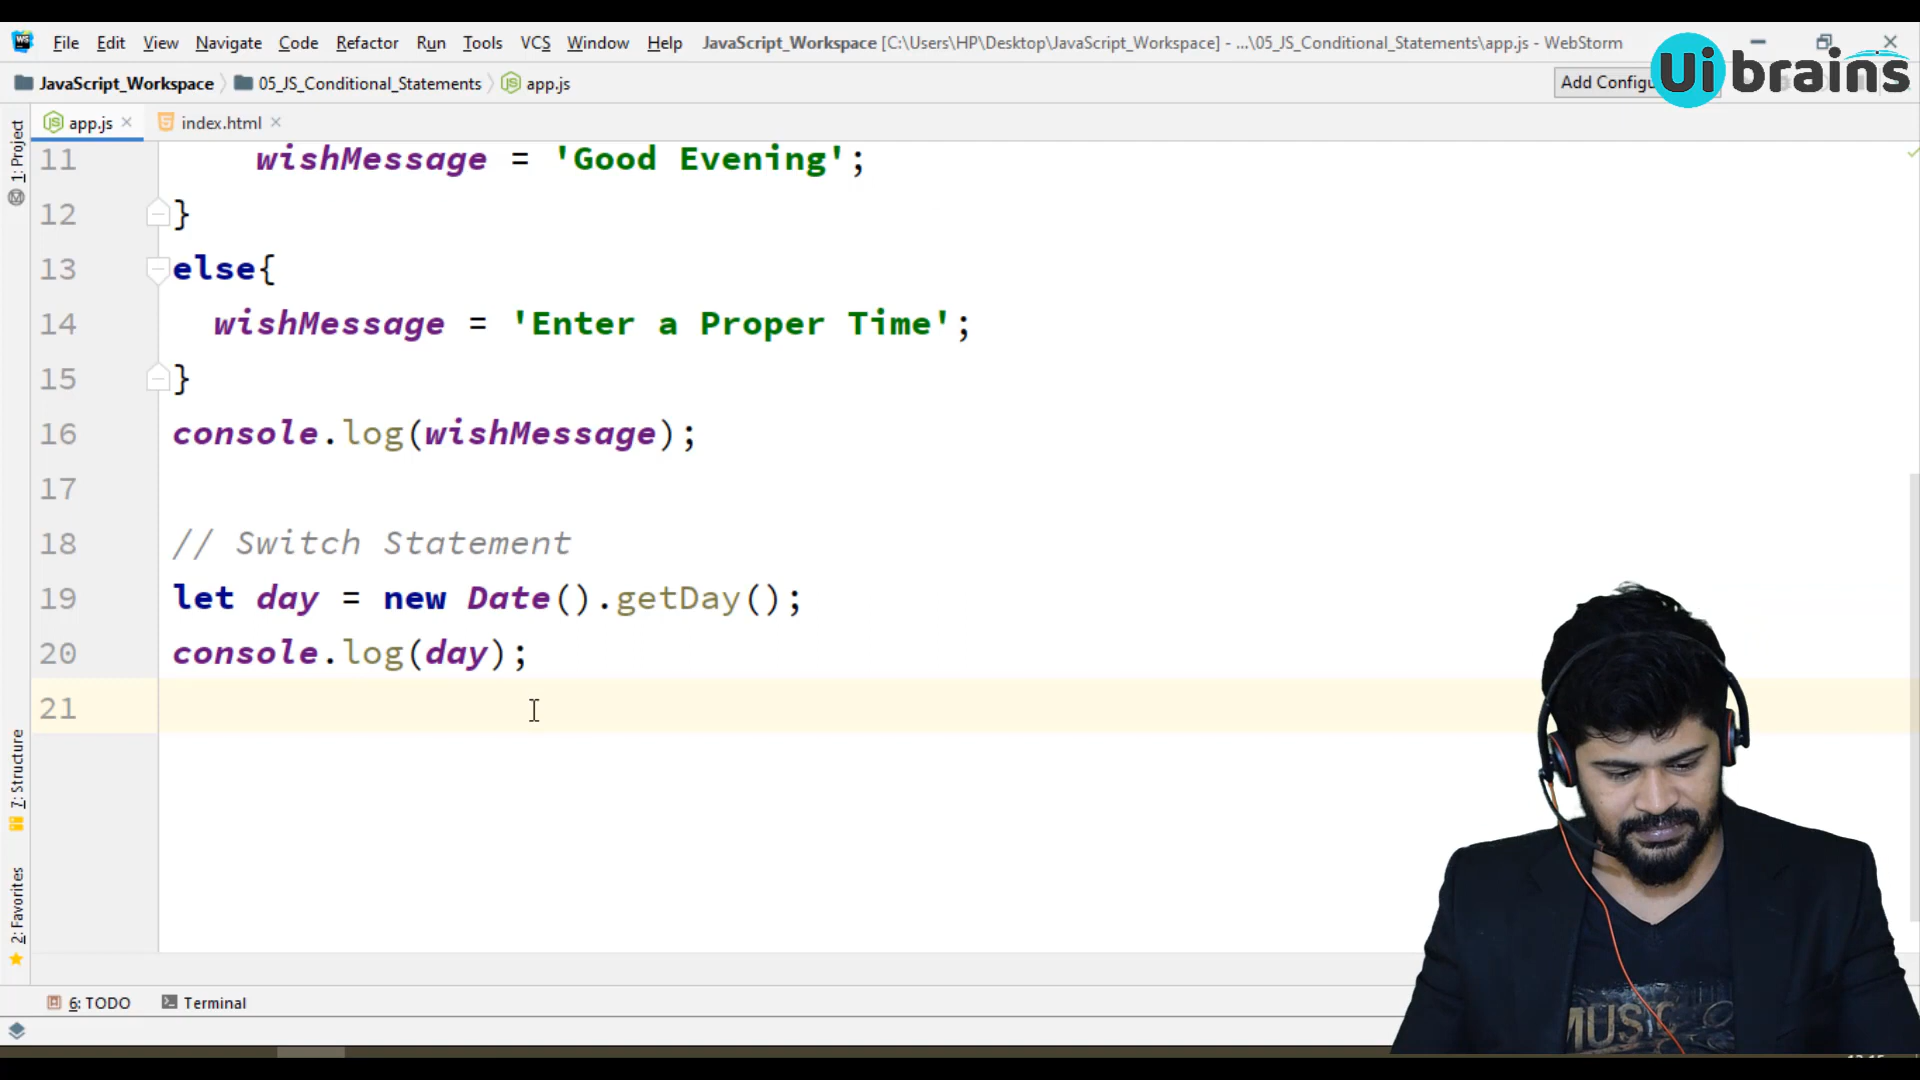 WS File Edit View Navigate Code Refactor Run Tools VCS Window Help JavaScript_Workspace [C:\Users\HP\Desktop\JavaScript_Workspace] - ...\05_JS_Conditional_Statements\app.js - WebStorm
Ui brains
JavaScript_Workspace 05_JS_Conditional_Statements app.js Add Configu
app.js index.html
1: Project
11 wishMessage = 'Good Evening';
12 }
13 else{
14 wishMessage = 'Enter a Proper Time';
15 }
16 console.log(wishMessage);
17
18 // Switch Statement
19 let day = new Date().getDay();
20 console.log(day);
21
7: Structure
2: Favorites
MUSIC
6: TODO Terminal